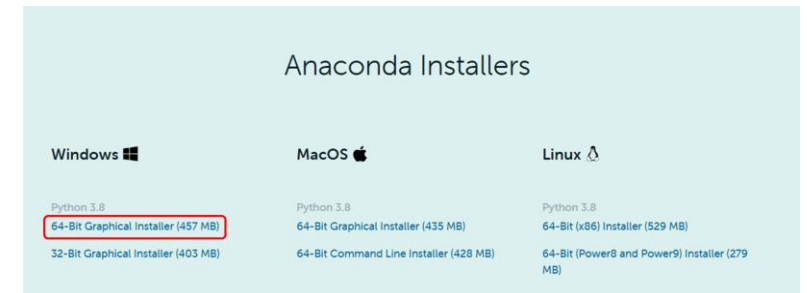 Anaconda Installers
Windows
MacOS
Linux
Python 3.8
64-Bit Graphical Installer (457 MB)
32-Bit Graphical Installer (403 MB)
Python 3.8
64-Bit Graphical Installer (435 MB)
64-Bit Command Line Installer (428 MB)
Python 3.8
64-Bit (x86) Installer (529 MB)
64-Bit (Power8 and Power9) Installer (279
MB)